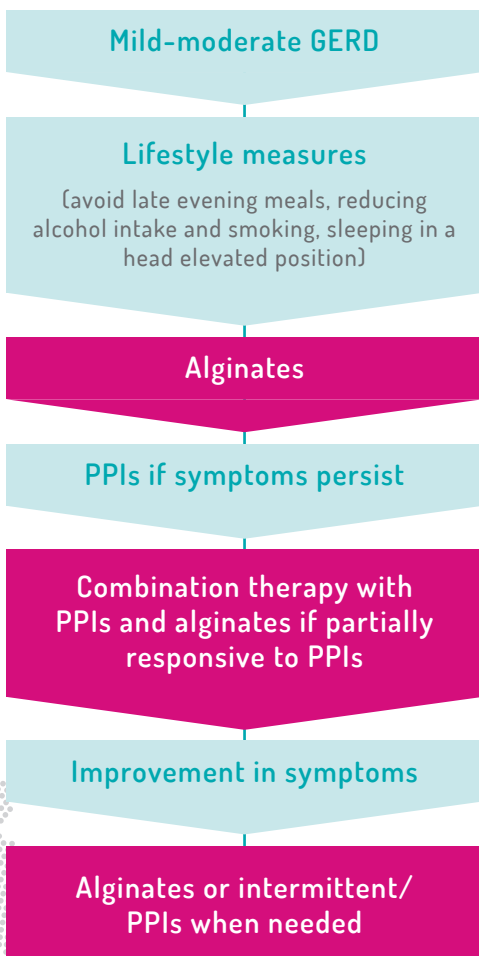 Mild-moderate GERD
Lifestyle measures
(avoid late evening meals, reducing
alcohol intake and smoking, sleeping in a
head elevated position)
Alginates
PPIs if symptoms persist
Combination therapy with
PPIs and alginates if partially
responsive to PPIs
Improvement in symptoms
Alginates or intermittent/
PPIs when needed